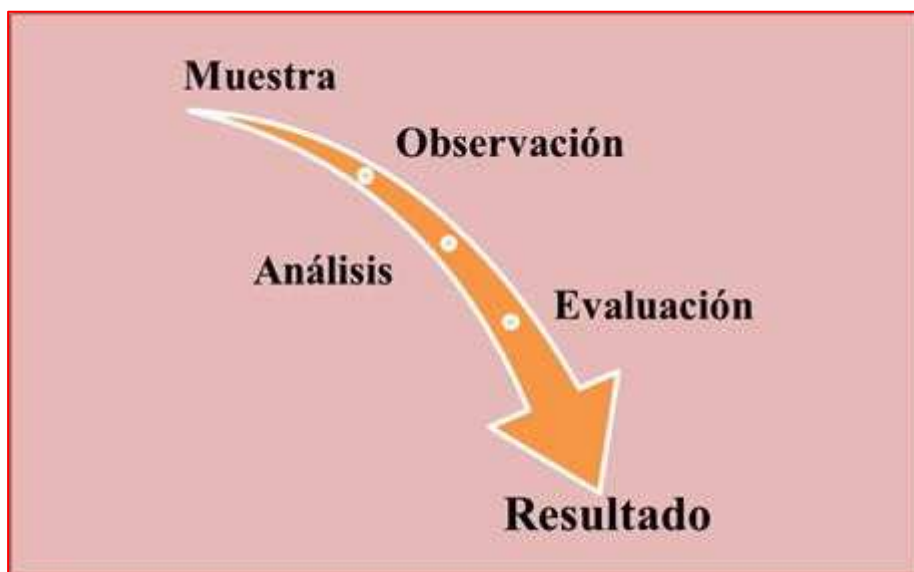 Muestra
Observación
Análisis
Evaluación
Resultado